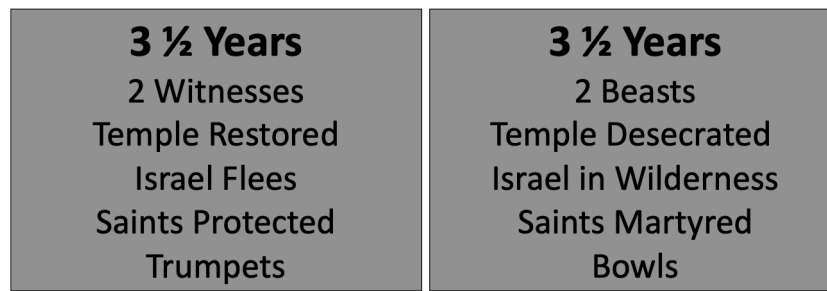 3 ½ Years
2 Witnesses
Temple Restored
Israel Flees
Saints Protected
Trumpets
3 ½ Years
2 Beasts
Temple Desecrated
Israel in Wilderness
Saints Martyred
Bowls